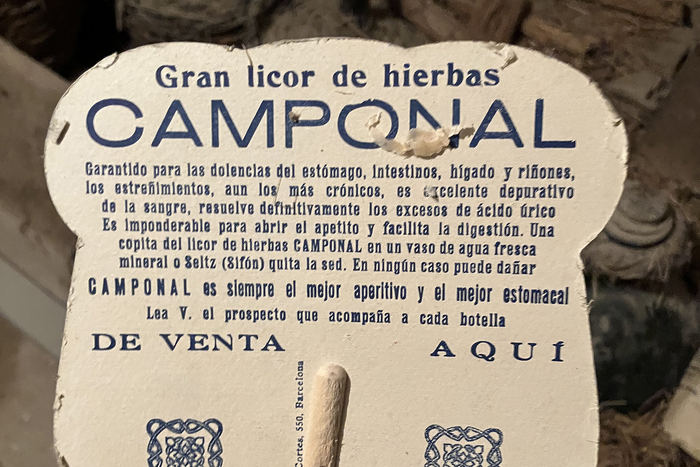 Gran licor de hierbas
CAMPONAL
Garantido para las dolencias del estómago, intestinos, hígado y riñones,
los estreñimientos, aun los más crónicos, es excelente depurativo
de la sangre, resuelve definitivamente los excesos de ácido úrico
Es imponderable para abrir el apetito y facilita la digestión. Una
copita del licor de hierbas CAMPONAL en un vaso de agua fresca
mineral o Seltz (Sifón) quita la sed. En ningún caso puede dañar
CAMPONAL es siempre el mejor aperitivo y el mejor estomacal
Lea V. el prospecto que acompaña a cada botella
DE VENTA AQUí
Cortes, 550, Barcelona